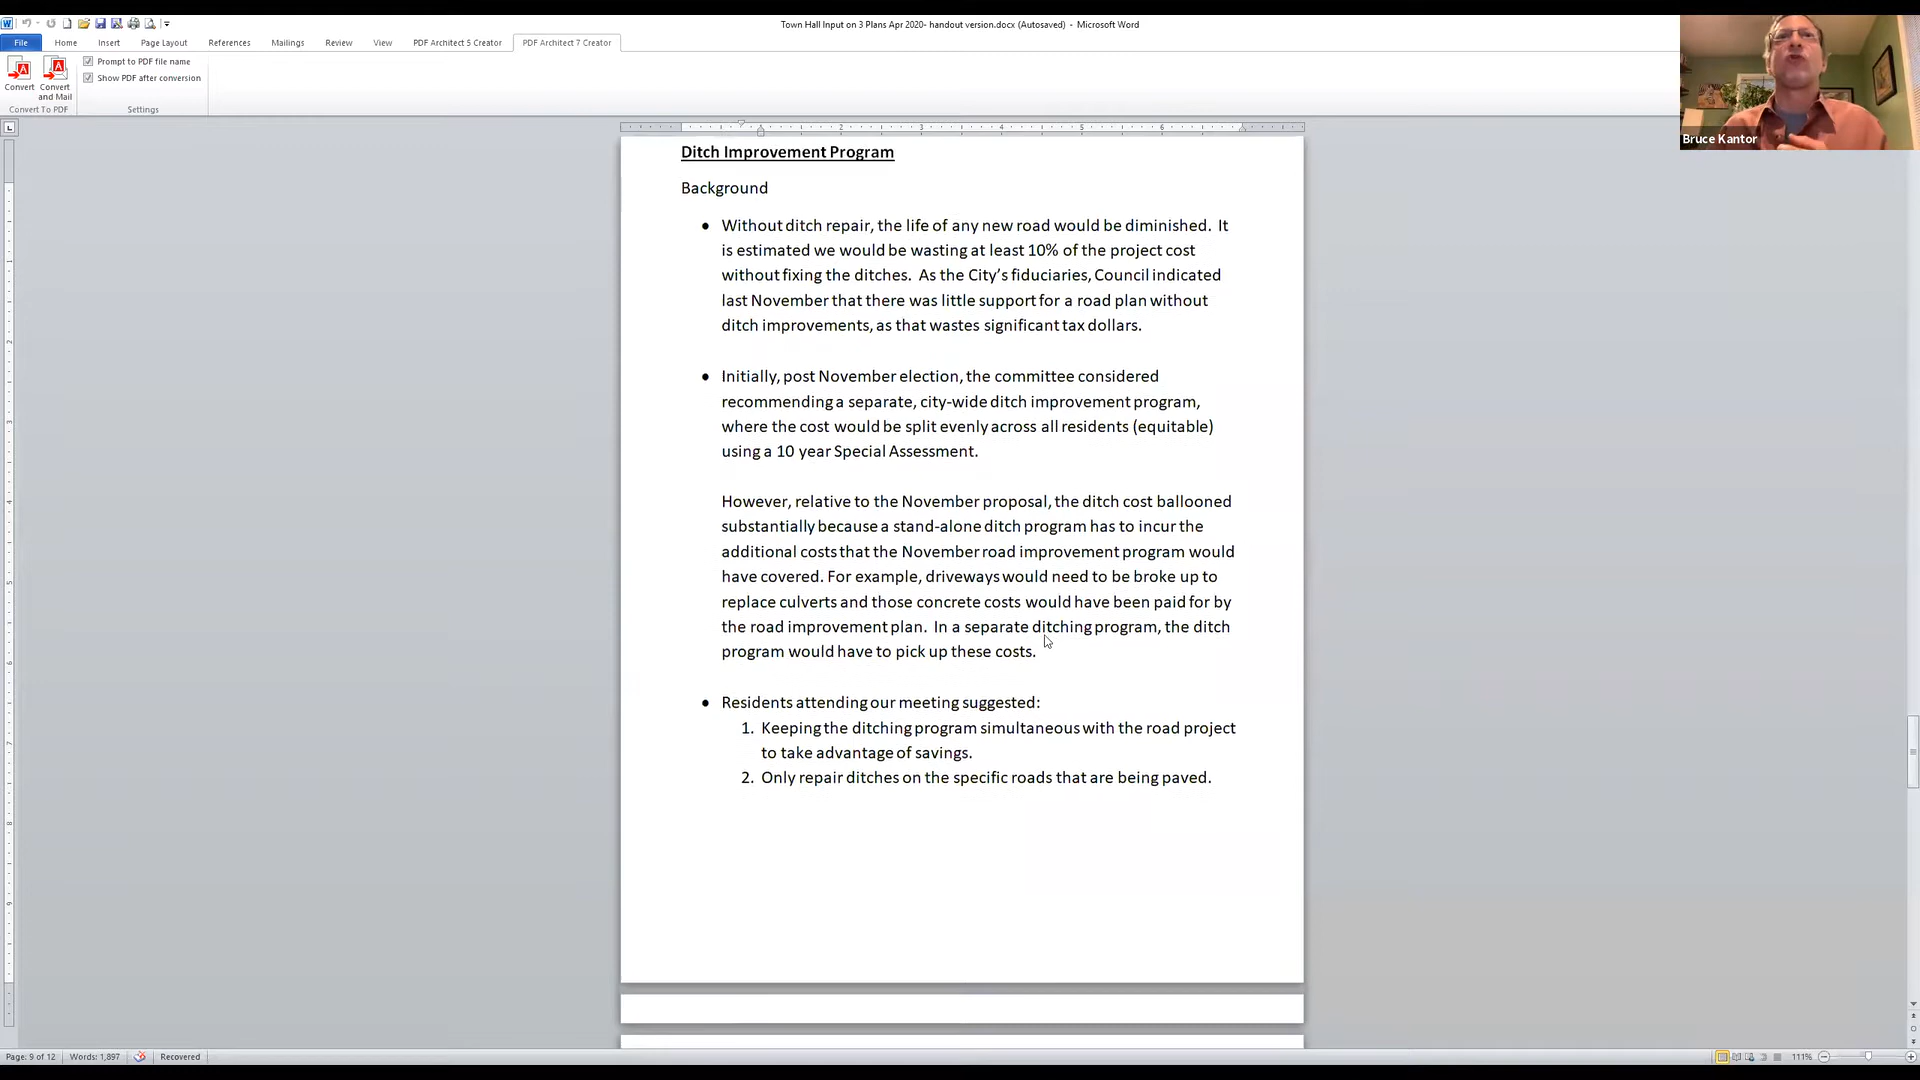 Town Hall Input on 3 Plans Apr 2020- handout version.docx (Autosaved) - Microsoft Word
File Home Insert Page Layout References Mailings Review View PDF Architect 5 Creator PDF Architect 7 Creator
Prompt to PDF file name
Show PDF after conversion
Convert
Convert and Mail
Convert To PDF
Settings
Bruce Kantor
Ditch Improvement Program
Background
• Without ditch repair, the life of any new road would be diminished. It
is estimated we would be wasting at least 10% of the project cost
without fixing the ditches. As the City's fiduciaries, Council indicated
last November that there was little support for a road plan without
ditch improvements, as that wastes significant tax dollars.
• Initially, post November election, the committee considered
recommending a separate, city-wide ditch improvement program,
where the cost would be split evenly across all residents (equitable)
using a 10 year Special Assessment.
However, relative to the November proposal, the ditch cost ballooned
substantially because a stand-alone ditch program has to incur the
additional costs that the November road improvement program would
have covered. For example, driveways would need to be broke up to
replace culverts and those concrete costs would have been paid for by
the road improvement plan. In a separate ditching program, the ditch
program would have to pick up these costs.
• Residents attending our meeting suggested:
1. Keeping the ditching program simultaneous with the road project
to take advantage of savings.
2. Only repair ditches on the specific roads that are being paved.
Page: 9 of 12 Words: 1,897 Recovered 111%